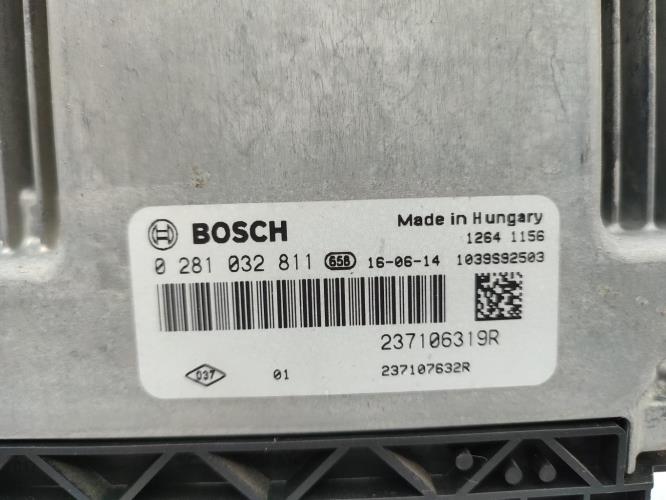 BOSCH Made in Hungary
1264 1156
0 281 032 811 658 16-06-14 1039S92503
237106319R
037 01 237107632R